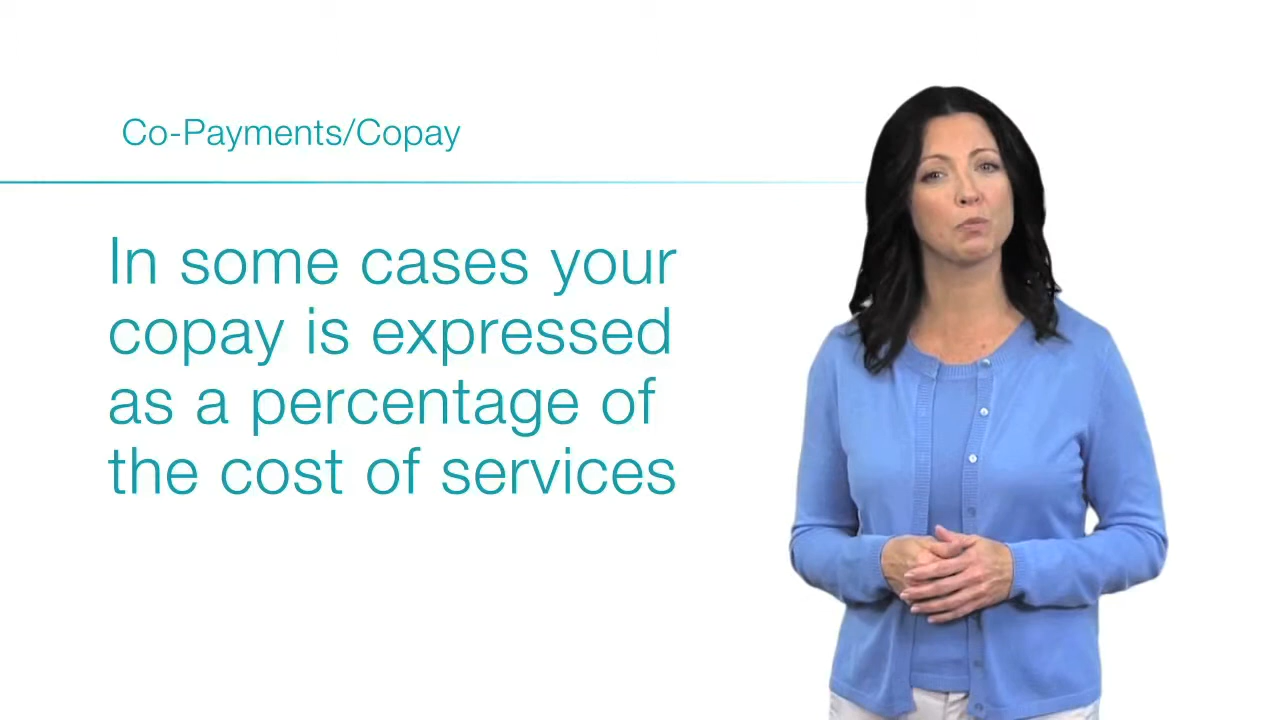 Co-Payments/Copay
In some cases your
copay is expressed
as a percentage of
the cost of services